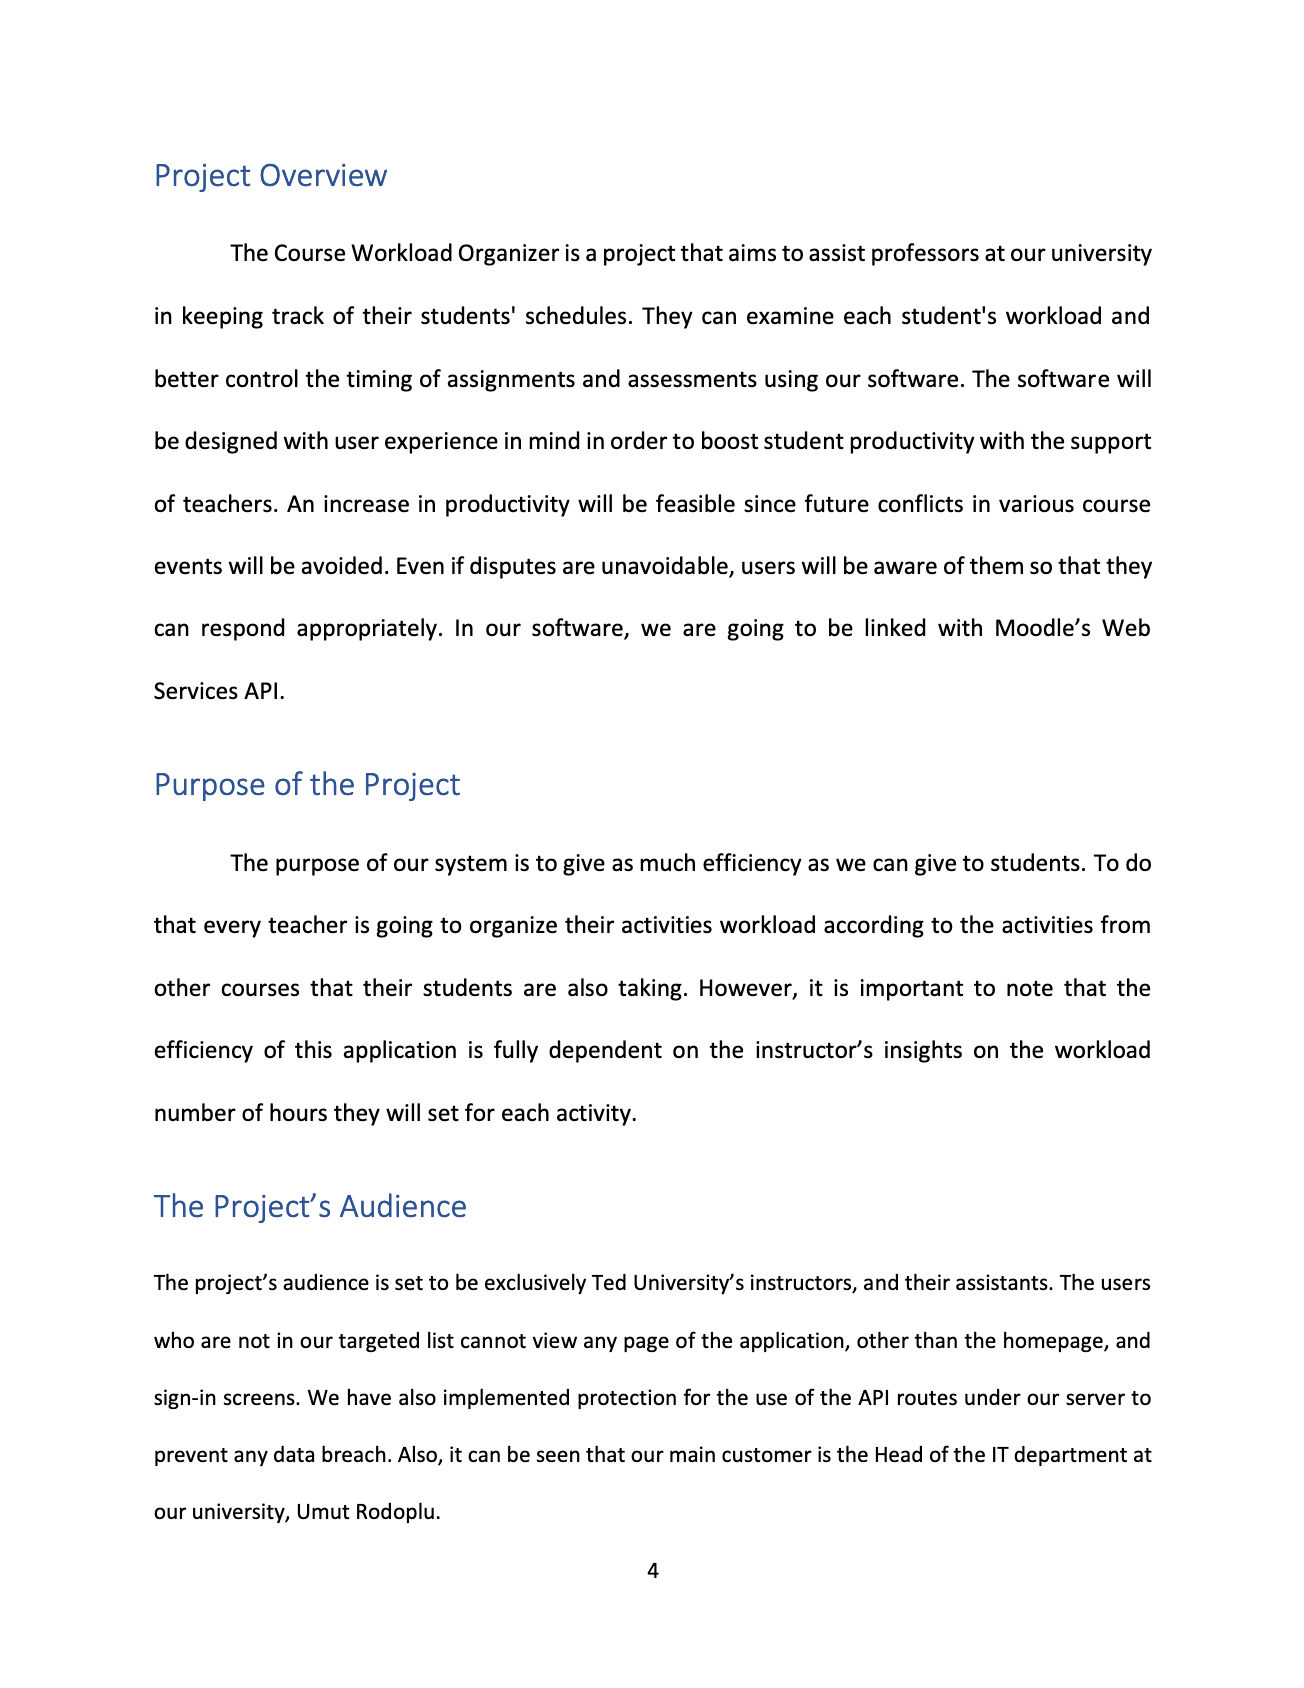 Project Overview
The Course Workload Organizer is a project that aims to assist professors at our university
in keeping track of their students' schedules. They can examine each student's workload and
better control the timing of assignments and assessments using our software. The software will
be designed with user experience in mind in order to boost student productivity with the support
of teachers. An increase in productivity will be feasible since future conflicts in various course
events will be avoided. Even if disputes are unavoidable, users will be aware of them so that they
can respond appropriately. In our software, we are going to be linked with Moodle’s Web
Services API.
Purpose of the Project
The purpose of our system is to give as much efficiency as we can give to students. To do
that every teacher is going to organize their activities workload according to the activities from
other courses that their students are also taking. However, it is important to note that the
efficiency of this application is fully dependent on the instructor’s insights on the workload
number of hours they will set for each activity.
The Project’s Audience
The project’s audience is set to be exclusively Ted University’s instructors, and their assistants. The users
who are not in our targeted list cannot view any page of the application, other than the homepage, and
sign-in screens. We have also implemented protection for the use of the API routes under our server to
prevent any data breach. Also, it can be seen that our main customer is the Head of the IT department at
our university, Umut Rodoplu.
4